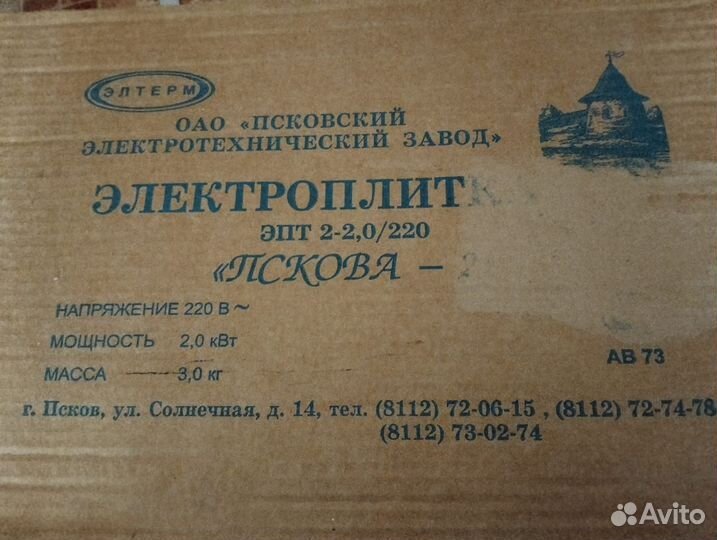 ЭЛТЕРМ
ОАО «ПСКОВСКИЙ
ЭЛЕКТРОТЕХНИЧЕСКИЙ ЗАВОД»
ЭЛЕКТРОПЛИТК
ЭПТ 2-2,0/220
«ПСКОВА –
НАПРЯЖЕНИЕ 220 В ~
МОЩНОСТЬ 2,0 кВт
МАССА 3,0 кг
АВ 73
г. Псков, ул. Солнечная, д. 14, тел. (8112) 72-06-15 , (8112) 72-74-78
(8112) 73-02-74
Avito